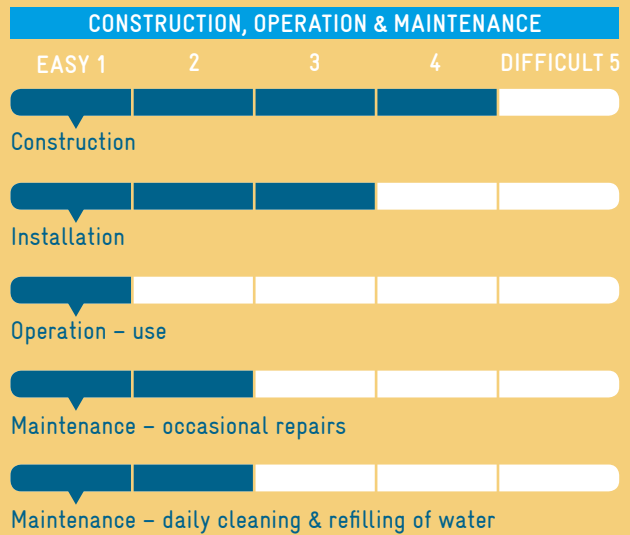 CONSTRUCTION, OPERATION & MAINTENANCE
EASY 1 2 3 4 DIFFICULT 5
Construction
Installation
Operation – use
Maintenance – occasional repairs
Maintenance – daily cleaning & refilling of water